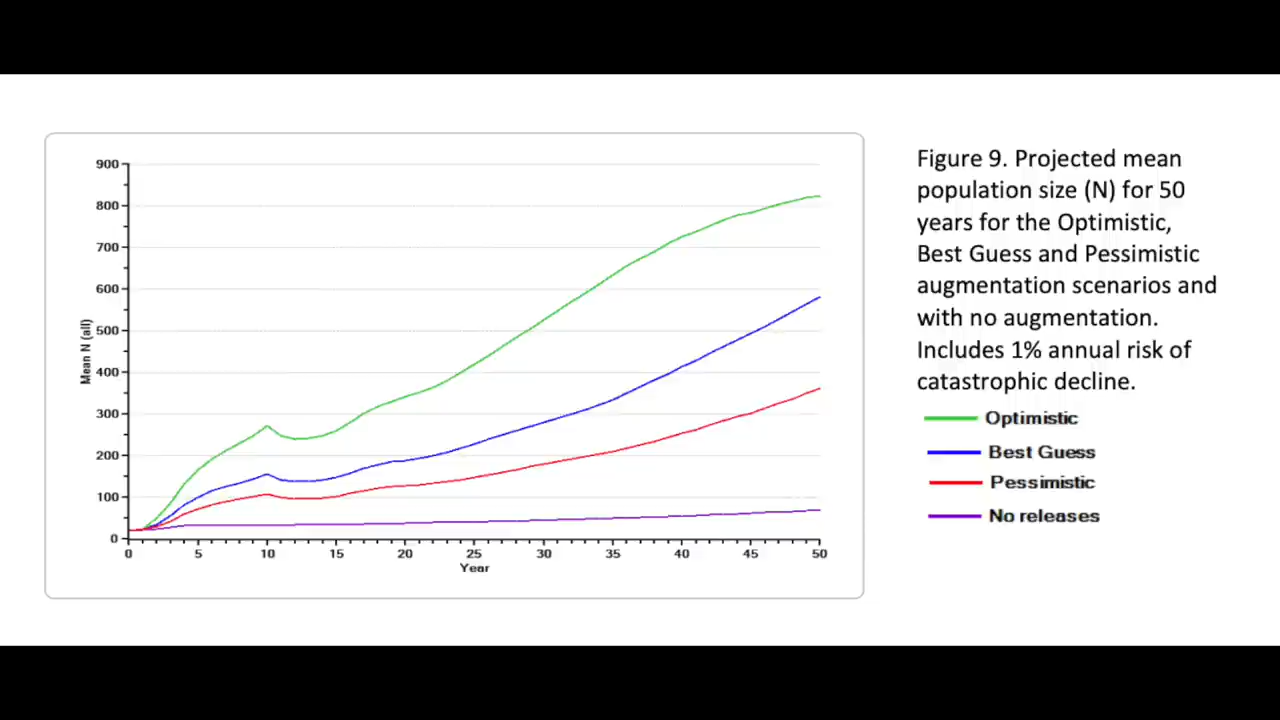 900
800
700
600
500
400
300
200
100
0
Mean N (all)
0 5 10 15 20 25 30 35 40 45 50
Year
Figure 9. Projected mean
population size (N) for 50
years for the Optimistic,
Best Guess and Pessimistic
augmentation scenarios and
with no augmentation.
Includes 1% annual risk of
catastrophic decline.
Optimistic
Best Guess
Pessimistic
No releases